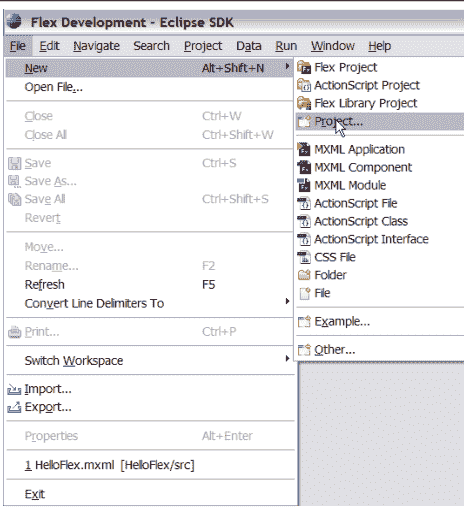 Flex Development - Eclipse SDK
File Edit Navigate Search Project Data Run Window Help
New Alt+Shift+N
Open File...
Close Ctrl+W
Close All Ctrl+Shift+W
Save Ctrl+S
Save As...
Save All Ctrl+Shift+S
Revert
Move...
Rename... F2
Refresh F5
Convert Line Delimiters To
Print... Ctrl+P
Switch Workspace
Import...
Export...
Properties Alt+Enter
1 HelloFlex.mxml [HelloFlex/src]
Exit
Flex Project
ActionScript Project
Flex Library Project
Project...
MXML Application
MXML Component
MXML Module
ActionScript File
ActionScript Class
ActionScript Interface
CSS File
Folder
File
Example...
Other...